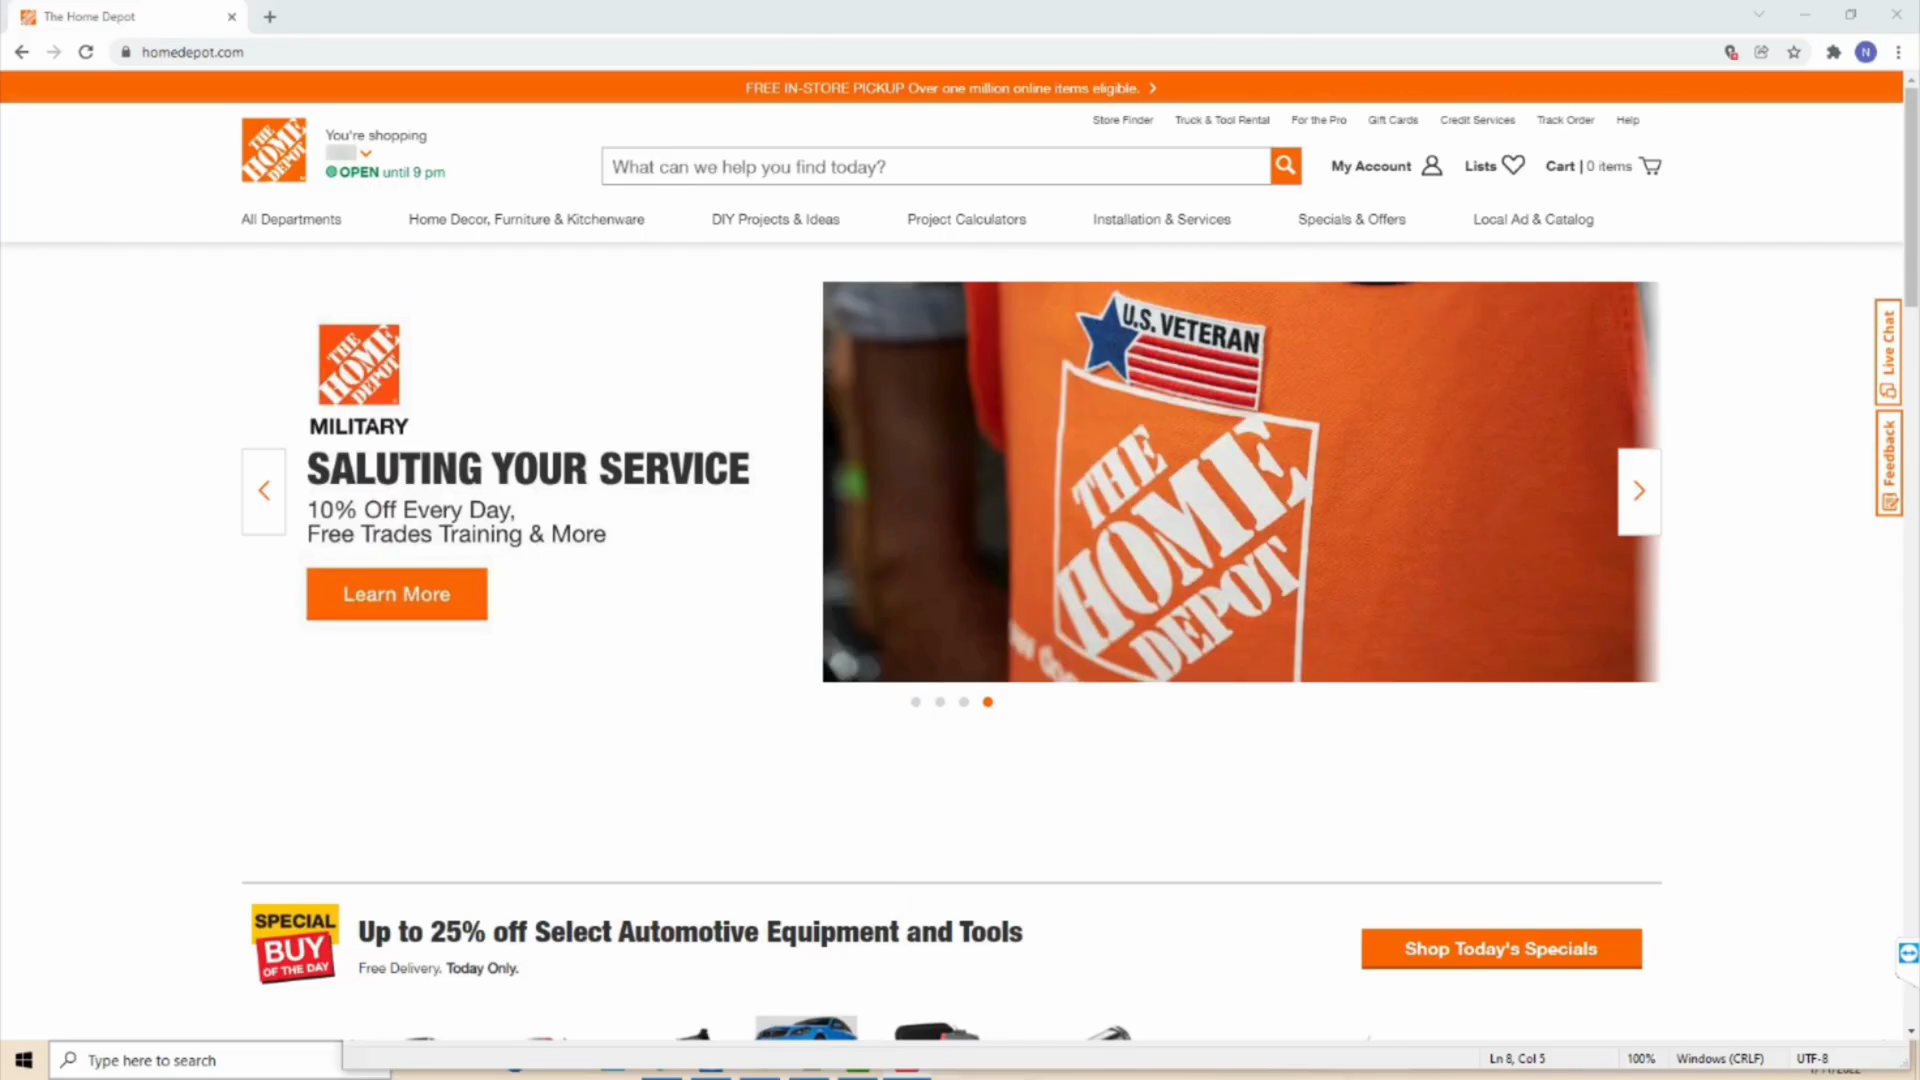 The Home Depot
homedepot.com
N
FREE IN-STORE PICKUP Over one million online items eligible.
Store Finder Truck & Tool Rental For the Pro Gift Cards Credit Services Track Order Help
THE HOME DEPOT
You're shopping
OPEN until 9 pm
What can we help you find today?
My Account Lists Cart | 0 items
All Departments Home Decor, Furniture & Kitchenware DIY Projects & Ideas Project Calculators Installation & Services Specials & Offers Local Ad & Catalog
THE HOME DEPOT
MILITARY
SALUTING YOUR SERVICE
10% Off Every Day,
Free Trades Training & More
Learn More
U.S. VETERAN
THE
HOME
DEPOT
Live Chat
Feedback
SPECIAL
BUY
OF THE DAY
Up to 25% off Select Automotive Equipment and Tools
Free Delivery. Today Only.
Shop Today's Specials
Type here to search
Ln 8, Col 5 100% Windows (CRLF) UTF-8